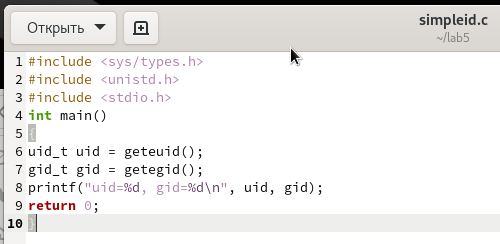 Открыть
simpleid.c
~/lab5
1 #include <sys/types.h>
2 #include <unistd.h>
3 #include <stdio.h>
4 int main()
5 {
6 uid_t uid = geteuid();
7 gid_t gid = getegid();
8 printf("uid=%d, gid=%d\n", uid, gid);
9 return 0;
10 }